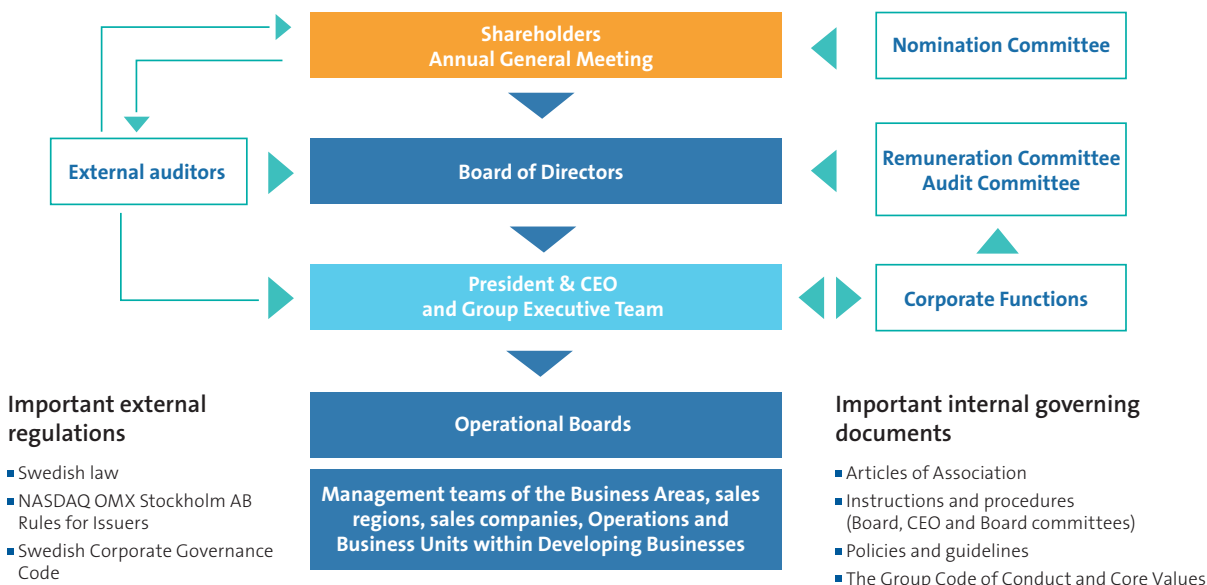 Shareholders
Annual General Meeting
Nomination Committee
External auditors
Board of Directors
Remuneration Committee
Audit Committee
President & CEO
and Group Executive Team
Corporate Functions
Important external
regulations
■ Swedish law
■ NASDAQ OMX Stockholm AB
Rules for Issuers
■ Swedish Corporate Governance
Code
Operational Boards
Management teams of the Business Areas, sales
regions, sales companies, Operations and
Business Units within Developing Businesses
Important internal governing
documents
■ Articles of Association
■ Instructions and procedures
(Board, CEO and Board committees)
■ Policies and guidelines
■ The Group Code of Conduct and Core Values